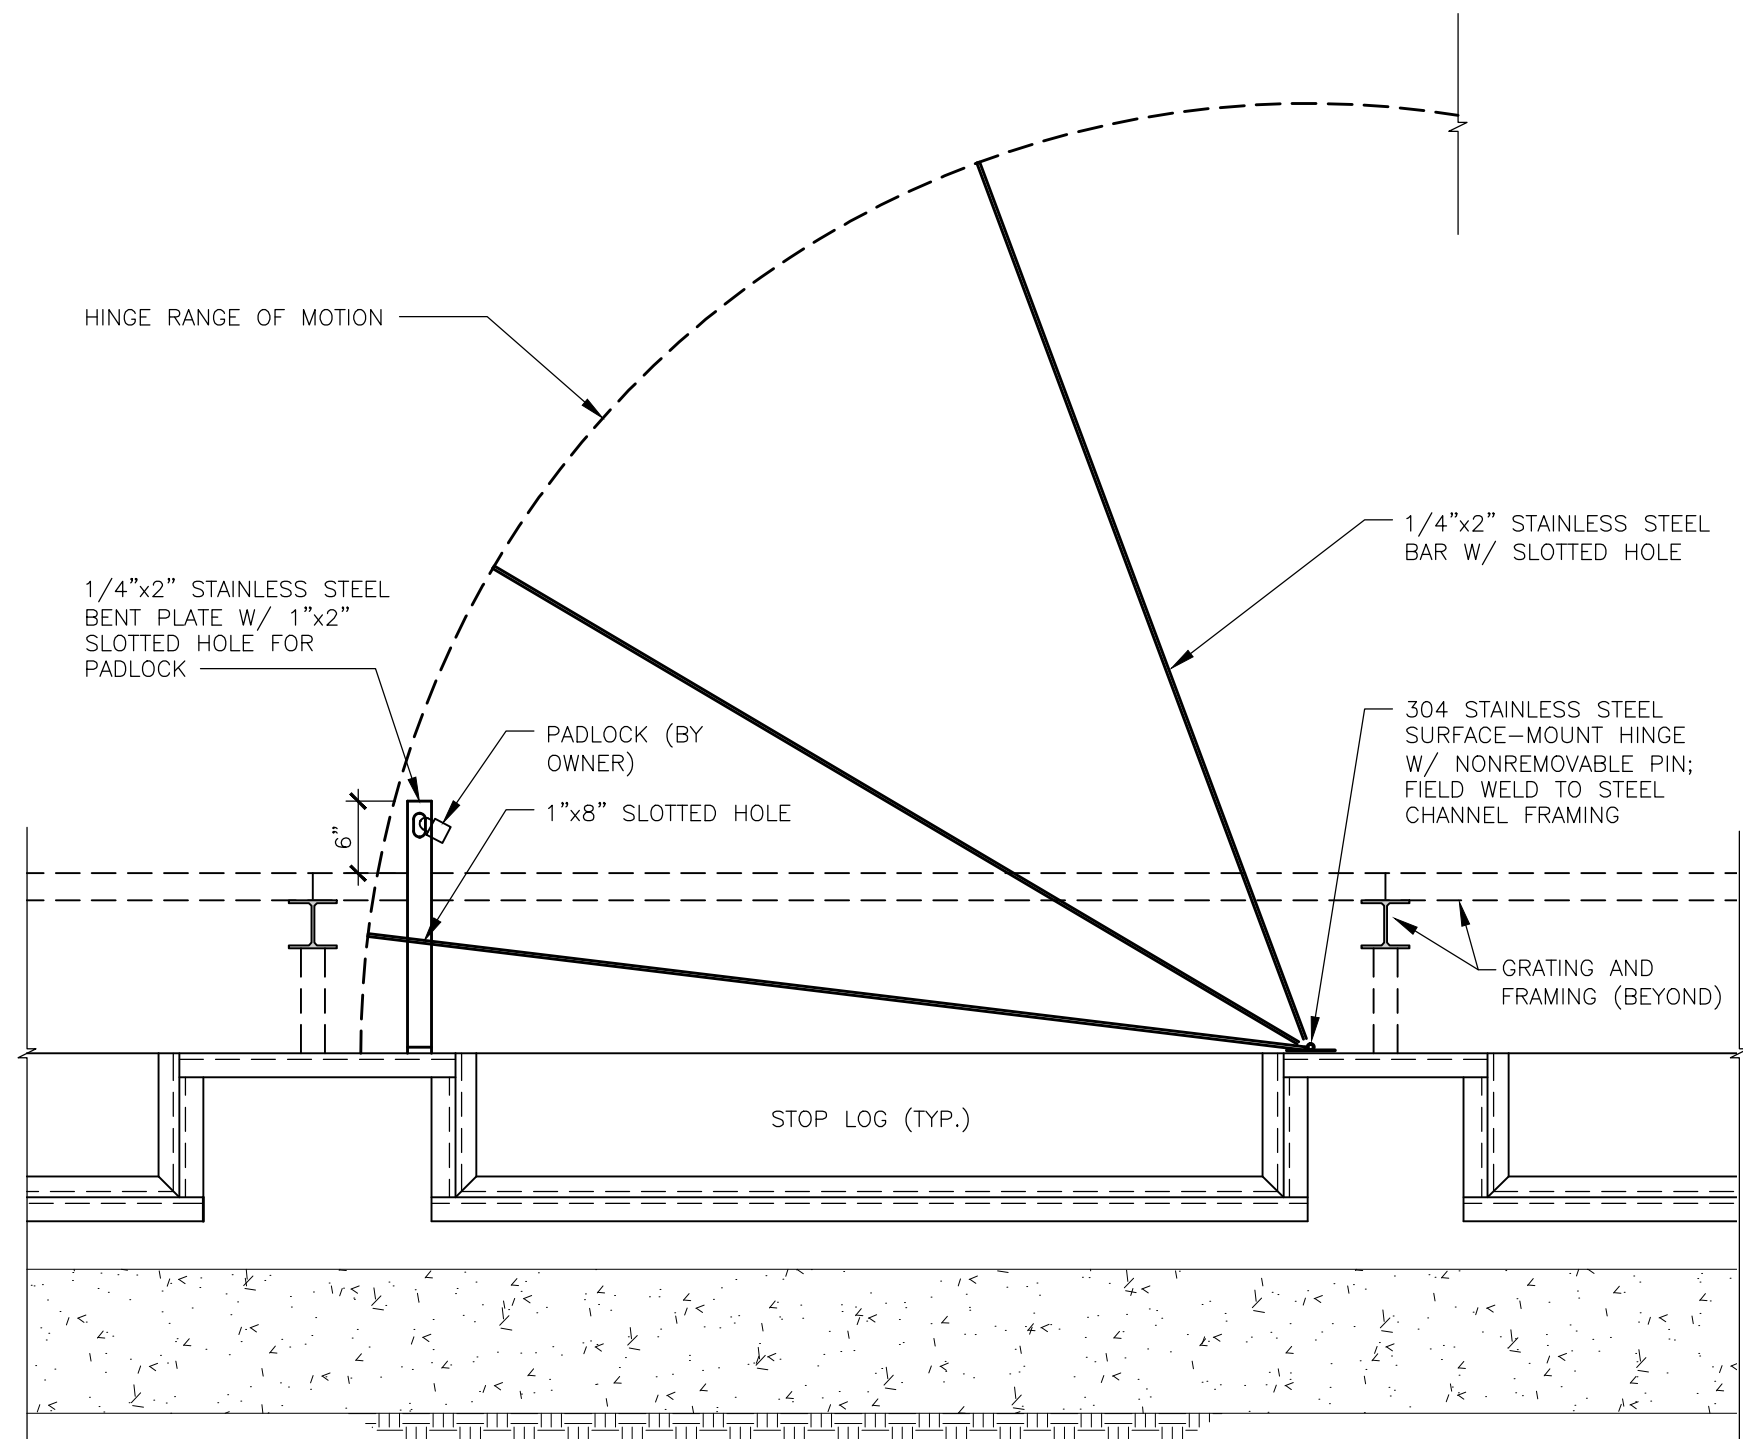 HINGE RANGE OF MOTION
1/4”x2” STAINLESS STEEL
BAR W/ SLOTTED HOLE
1/4”x2” STAINLESS STEEL
BENT PLATE W/ 1”x2”
SLOTTED HOLE FOR
PADLOCK
304 STAINLESS STEEL
SURFACE–MOUNT HINGE
W/ NONREMOVABLE PIN;
FIELD WELD TO STEEL
CHANNEL FRAMING
PADLOCK (BY
OWNER)
1”x8” SLOTTED HOLE
6”
GRATING AND
FRAMING (BEYOND)
STOP LOG (TYP.)